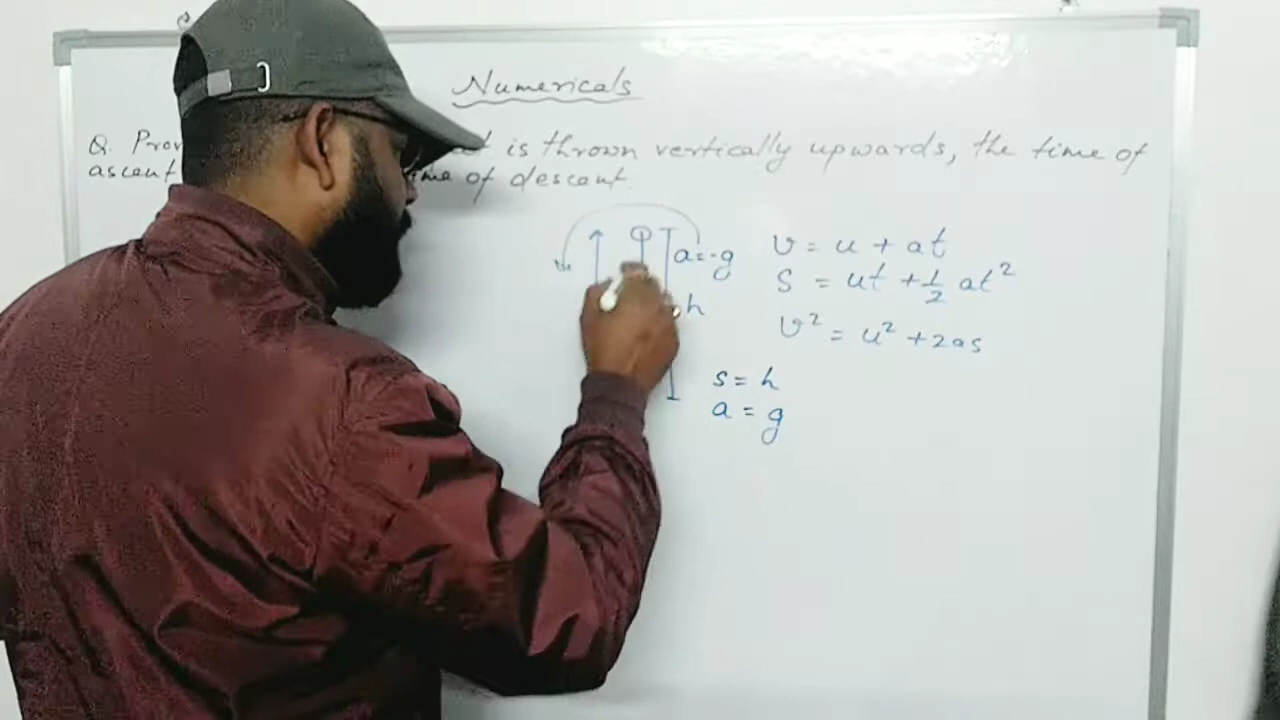 Numericals
Q. Prov is thrown vertically upwards, the time of
ascent time of descent.
a=-g
h
v = u + at
S = ut + 1/2 at²
v² = u² + 2as
s = h
a = g